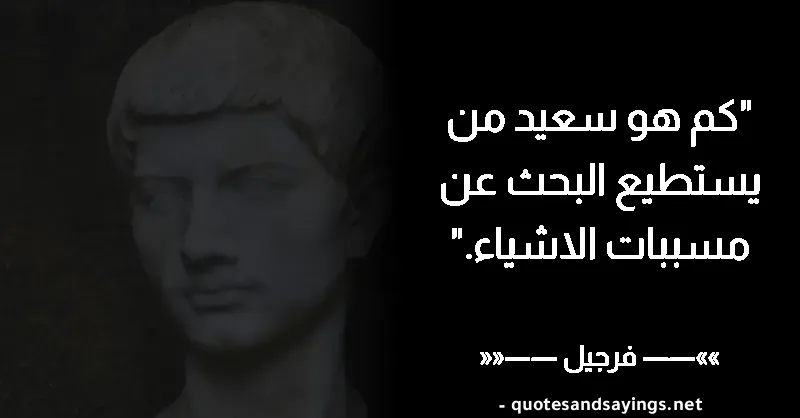 "كم هو سعيد من
يستطيع البحث عن
مسببات الاشياء."
»»—— فرجيل ——««
- quotesandsayings.net